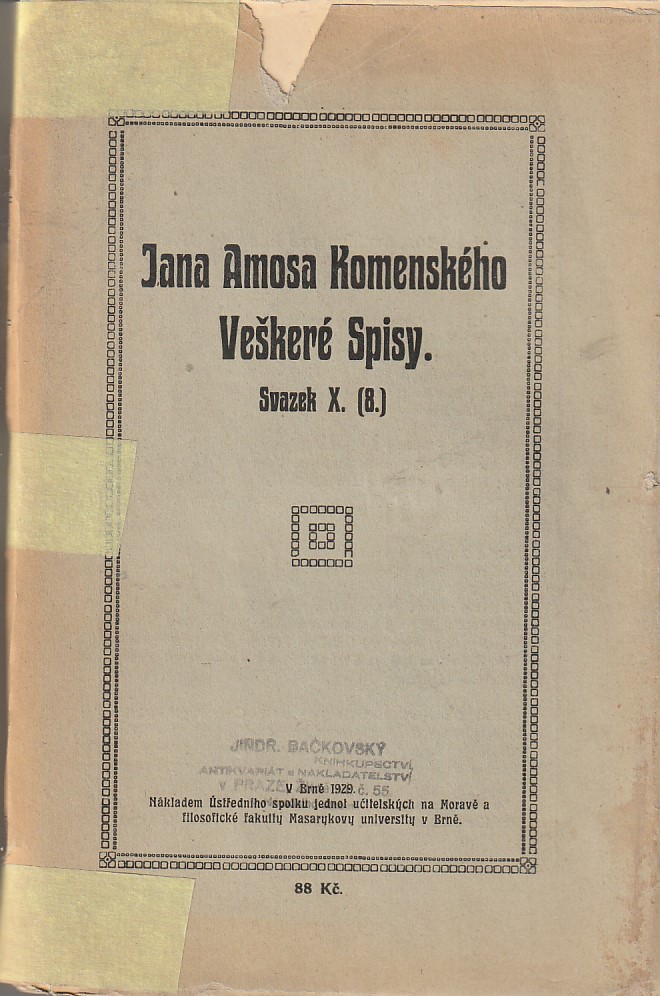 Jana Amosa Komenského
Veškeré Spisy.
Svazek X. (8.)
JINDR. BAČKOVSKÝ
KNIHKUPECTVÍ,
ANTIKVARIÁT a NAKLADATELSTVÍ
v PRAZE č. 55
V Brně 1929.
Nákladem Ústředního spolku jednot učitelských na Moravě a
filosofické fakulty Masarykovy university v Brně.
88 Kč.